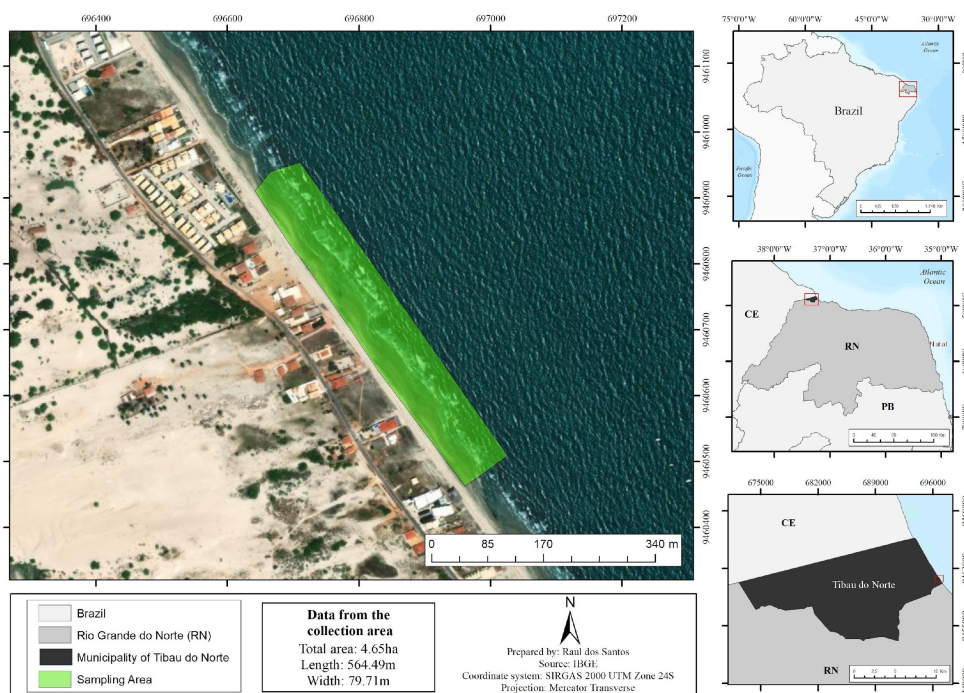 696400 696600 696800 697000 697200
9461100
9461000
9460900
9460800
9460700
9460600
9460500
9460400
0 85 170 340 m
75°0'0"W 60°0'0"W 45°0'0"W 30°0'0"W
Atlantic
Ocean
Brazil
Pacific
Ocean
38°0'0"W 37°0'0"W 36°0'0"W 35°0'0"W
Atlantic
Ocean
CE
RN
Natal
PB
675000 682000 689000 696000
CE
Tibau do Norte
RN
Brazil
Rio Grande do Norte (RN)
Municipality of Tibau do Norte
Sampling Area
Data from the
collection area
Total area: 4.65ha
Length: 564.49m
Width: 79.71m
N
Prepared by: Raul dos Santos
Source: IBGE
Coordinate system: SIRGAS 2000 UTM Zone 24S
Projection: Mercator Transverse